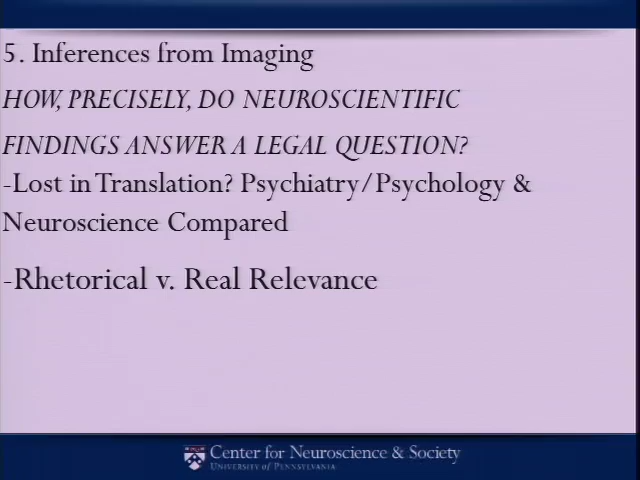 5. Inferences from Imaging
HOW, PRECISELY, DO NEUROSCIENTIFIC
FINDINGS ANSWER A LEGAL QUESTION?
-Lost in Translation? Psychiatry/Psychology &
Neuroscience Compared
-Rhetorical v. Real Relevance
Center for Neuroscience & Society
UNIVERSITY of PENNSYLVANIA